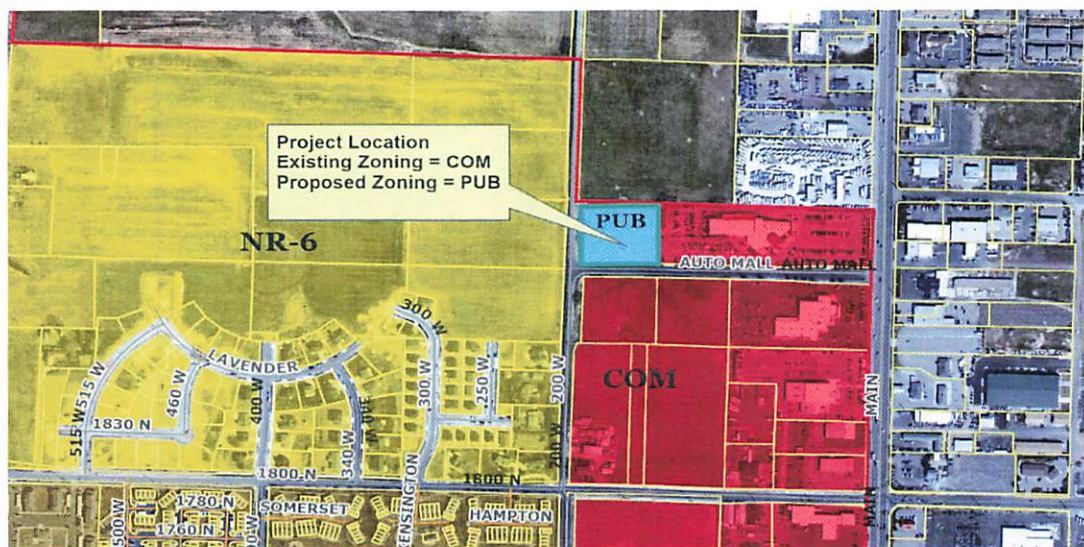 Project Location
Existing Zoning = COM
Proposed Zoning = PUB
PUB
NR-6
AUTO MALL AUTO MALL
300 W
LAVENDER
515 W
460 W
400 W
300 W
250 W
200 W
COM
MAIN
1830 N
515 W
340 W
200 W
1800 N
1800 N
KENSINGTON
MAIN
500 W
1780 N
SOMERSET
HAMPTON
1760 N